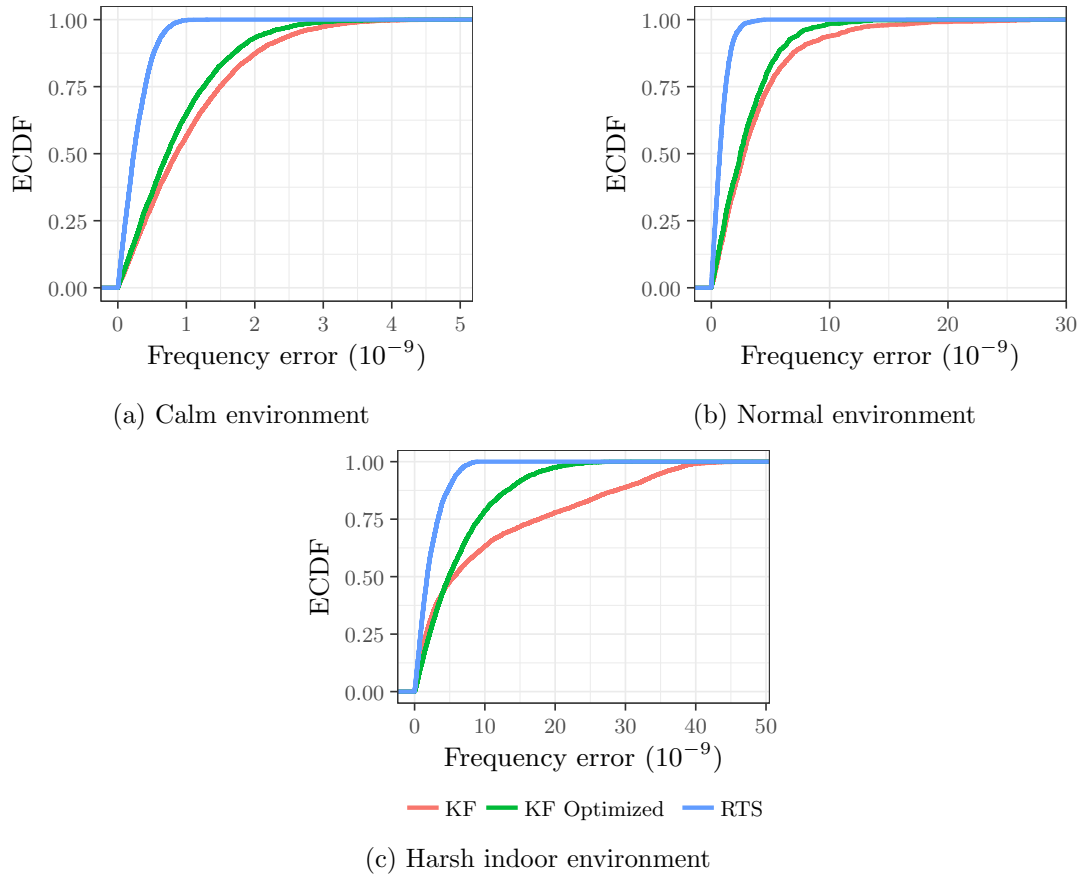 1.00
0.75
0.50
0.25
0.00
ECDF
0 1 2 3 4 5
Frequency error (10⁻⁹)
(a) Calm environment
1.00
0.75
0.50
0.25
0.00
ECDF
0 10 20 30
Frequency error (10⁻⁹)
(b) Normal environment
1.00
0.75
0.50
0.25
0.00
ECDF
0 10 20 30 40 50
Frequency error (10⁻⁹)
KF KF Optimized RTS
(c) Harsh indoor environment